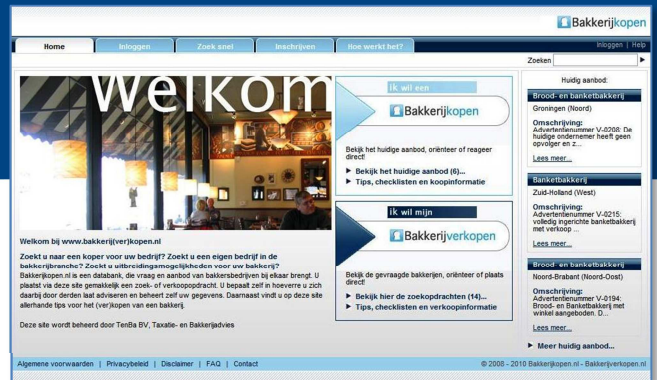 Bakkerijkopen
Home Inloggen Zoek snel Inschrijven Hoe werkt het?
Inloggen | Help
Zoeken
Welkom
Welkom bij www.bakkerij(ver)kopen.nl
Zoekt u naar een koper voor uw bedrijf? Zoekt u een eigen bedrijf in de
bakkerijbranche? Zoekt u uitbreidingsmogelijkheden voor uw bakkerij?
Bakkerijkopen.nl is een databank, die vraag en aanbod van bakkersbedrijven bij elkaar brengt. U
plaatst via deze site gemakkelijk een zoek- of verkoopopdracht. U bepaalt zelf in hoeverre u zich
daarbij door derden laat adviseren en beheert zelf uw gegevens. Daarnaast vindt u op deze site
allerhande tips voor het (ver)kopen van een bakkerij.
Deze site wordt beheerd door TenBa BV, Taxatie- en Bakkerijadvies
Ik wil een
Bakkerijkopen
Bekijk het huidige aanbod, oriënteer of reageer
direct!
Bekijk het huidige aanbod (6)...
Tips, checklisten en koopinformatie
Ik wil mijn
Bakkerijverkopen
Bekijk de gevraagde bakkerijen, oriënteer of plaats
direct!
Bekijk hier de zoekopdrachten (14)...
Tips, checklisten en verkoopinformatie
Huidig aanbod:
Brood- en banketbakkerij
Groningen (Noord)
Omschrijving:
Advertentienummer V-0208: De
huidige ondernemer heeft geen
opvolger en z...
Lees meer...
Banketbakkerij
Zuid-Holland (West)
Omschrijving:
Advertentienummer V-0215:
volledig ingerichte banketbakkerij
met verkoop ...
Lees meer...
Brood- en banketbakkerij
Noord-Brabant (Noord-Oost)
Omschrijving:
Advertentienummer V-0194:
Brood- en Banketbakkerij met
winkel aangeboden. D...
Lees meer...
Meer huidig aanbod...
Algemene voorwaarden | Privacybeleid | Disclaimer | FAQ | Contact
© 2008 - 2010 Bakkerijkopen.nl - Bakkerijverkopen.nl